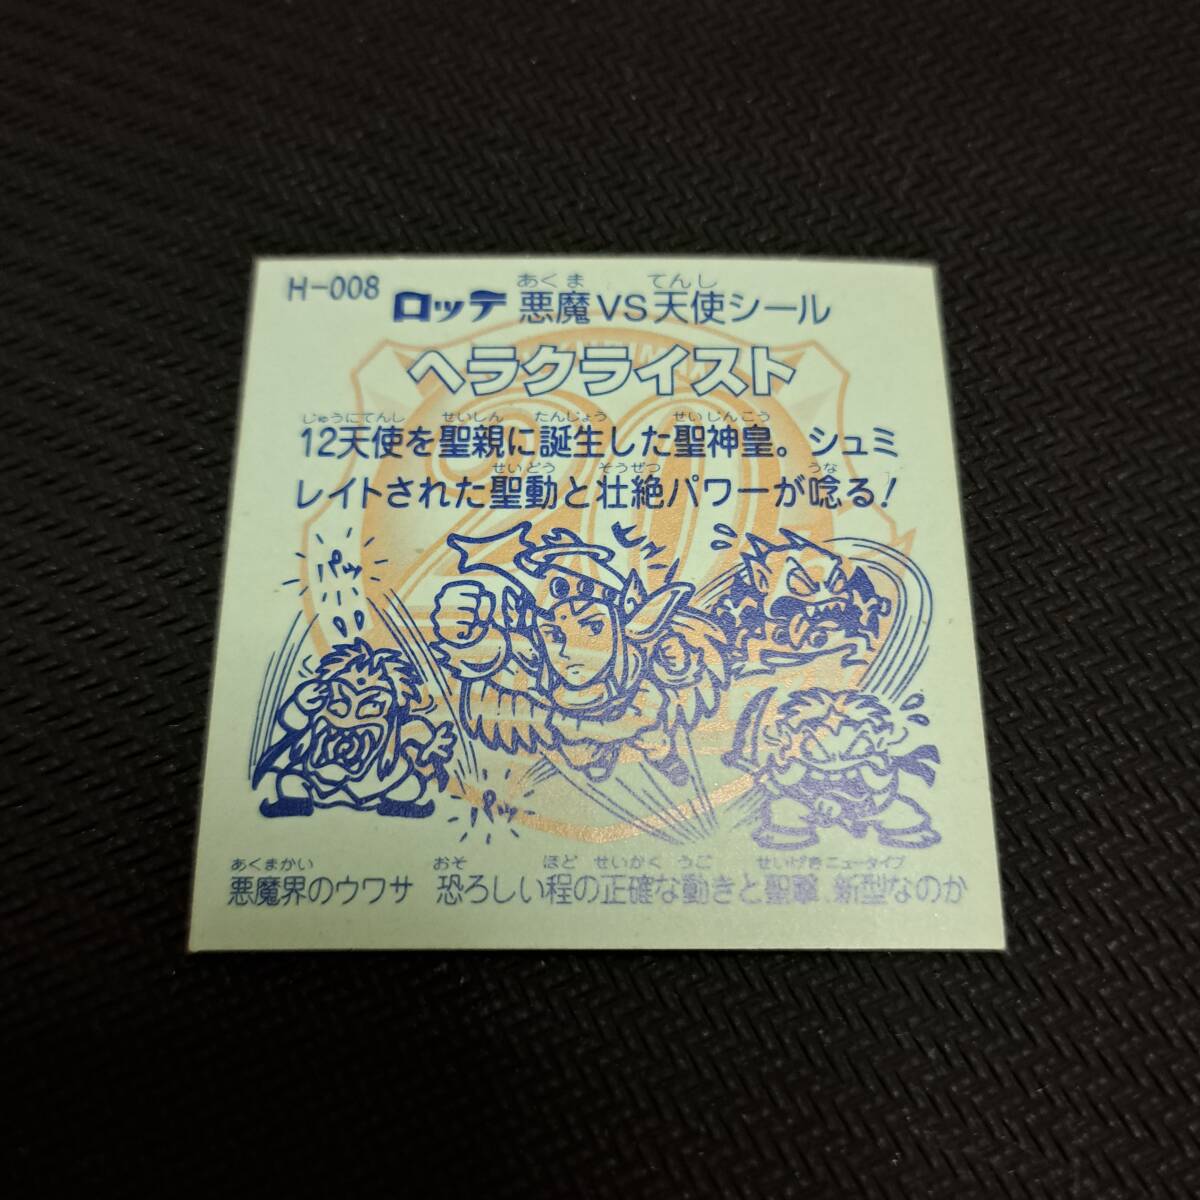 H-008
ロッテ 悪魔VS天使シール
あくま てんし
ヘラクライスト
じゅうにてんし せいしん たんじょう せいじんこう
12天使を聖親に誕生した聖神皇。シュミ
せいどう そうぜつ うな
レイトされた聖動と壮絶パワーが唸る!
20
パッ
ヒュー
パッ
あくまかい おそ ほど せいかく うご せいげき ニュータイプ
悪魔界のウワサ 恐ろしい程の正確な動きと聖撃.新型なのか